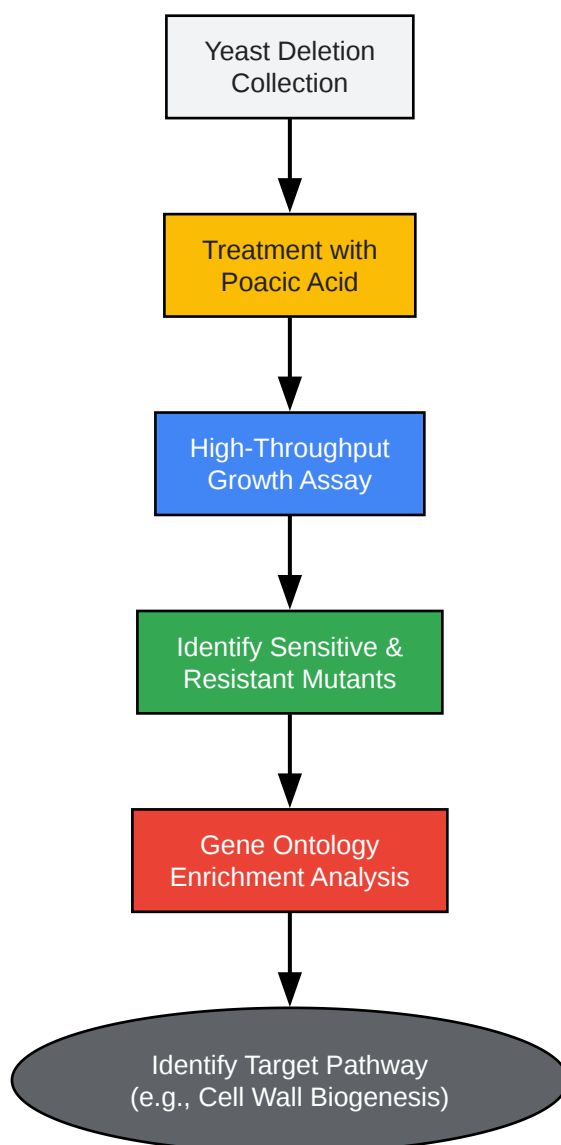 Yeast Deletion
Collection
Treatment with
Poacic Acid
High-Throughput
Growth Assay
Identify Sensitive &
Resistant Mutants
Gene Ontology
Enrichment Analysis
Identify Target Pathway
(e.g., Cell Wall Biogenesis)